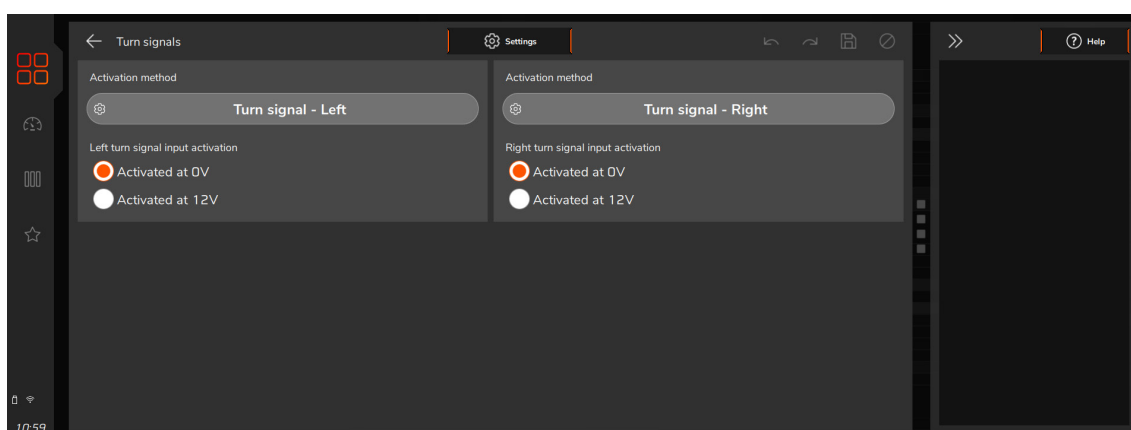 Turn signals
Settings
Help
Activation method
Turn signal - Left
Left turn signal input activation
Activated at 0V
Activated at 12V
Activation method
Turn signal - Right
Right turn signal input activation
Activated at 0V
Activated at 12V
10:59